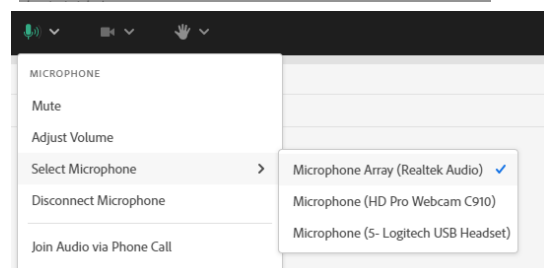 MICROPHONE
Mute
Adjust Volume
Select Microphone
Disconnect Microphone
Join Audio via Phone Call
Microphone Array (Realtek Audio)
Microphone (HD Pro Webcam C910)
Microphone (5- Logitech USB Headset)